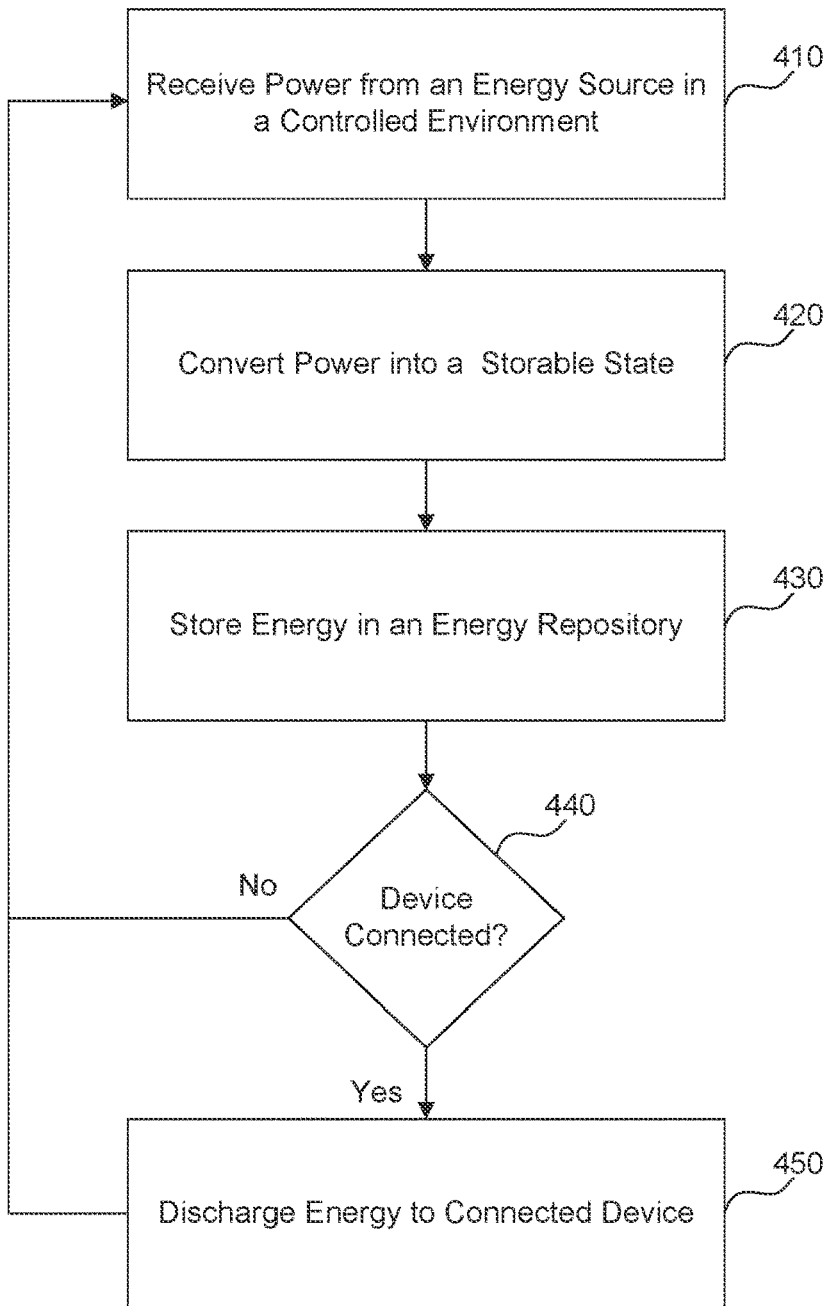 Receive Power from an Energy Source in
a Controlled Environment
410
Convert Power into a Storable State
420
Store Energy in an Energy Repository
430
Device
Connected?
440
No
Yes
Discharge Energy to Connected Device
450